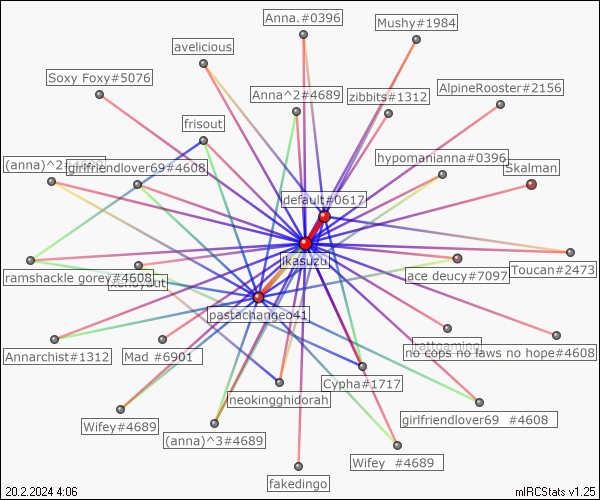 Anna.#0396
Mushy#1984
avelicious
Soxy Foxy#5076
Anna^2#4689
zibbits#1312
AlpineRooster#2156
frisout
(anna)^2
girlfriendlover69#4608
hypomanianna#0396
Skalman
default#0617
ikasuzu
ramshackle gorey#4608
ace deucy#7097
Toucan#2473
pastachangeo41
Annarchist#1312
Mad #6901
hattgaming
no cops no laws no hope#4608
Cypha#1717
neokingghidorah
Wifey#4689
(anna)^3#4689
girlfriendlover69 #4608
Wifey #4689
fakedingo
20.2.2024 4:06
mIRCStats v1.25